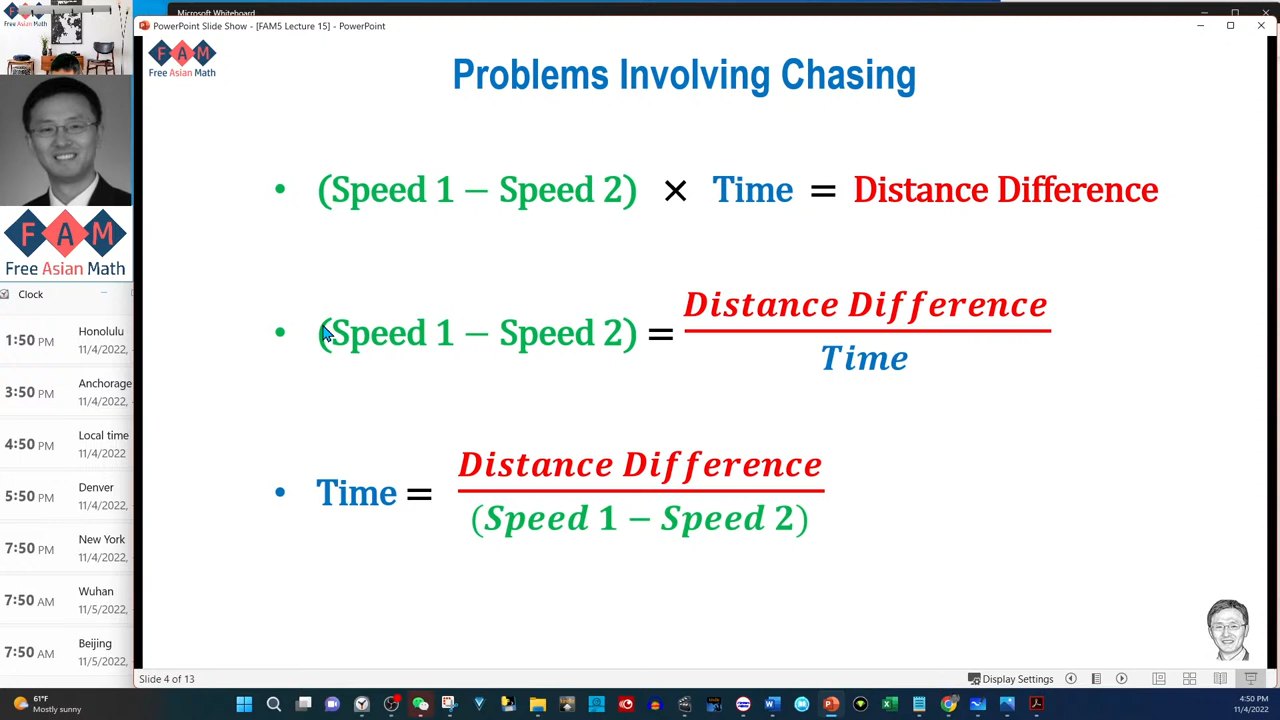 Free Asian Math
Microsoft Whiteboard
PowerPoint Slide Show - [FAM5 Lecture 15] - PowerPoint
F A M
Free Asian Math
Problems Involving Chasing
• (Speed 1 − Speed 2) × Time = Distance Difference
• (Speed 1 − Speed 2) = Distance Difference
Time
• Time = Distance Difference
(Speed 1 − Speed 2)
F A M
Free Asian Math
Clock
1:50 PM Honolulu
11/4/2022,
3:50 PM Anchorage
11/4/2022,
4:50 PM Local time
11/4/2022,
5:50 PM Denver
11/4/2022,
7:50 PM New York
11/4/2022,
7:50 AM Wuhan
11/5/2022,
7:50 AM Beijing
11/5/2022,
Slide 4 of 13
Display Settings
61°F
Mostly sunny
4:50 PM
11/4/2022